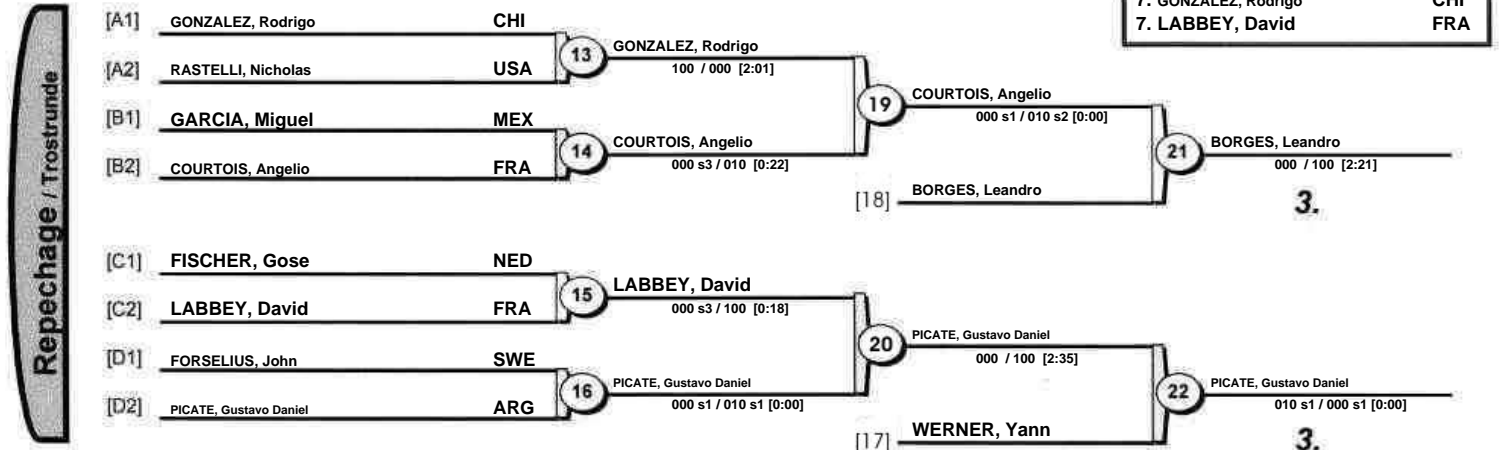 7. GONZALEZ, Rodrigo CHI
7. LABBEY, David FRA
Repechage / Trostrunde
[A1] GONZALEZ, Rodrigo CHI
[A2] RASTELLI, Nicholas USA
13
GONZALEZ, Rodrigo
100 / 000 [2:01]
[B1] GARCIA, Miguel MEX
[B2] COURTOIS, Angelio FRA
14
COURTOIS, Angelio
000 s3 / 010 [0:22]
19
COURTOIS, Angelio
000 s1 / 010 s2 [0:00]
[18] BORGES, Leandro
21
BORGES, Leandro
000 / 100 [2:21]
3.
[C1] FISCHER, Gose NED
[C2] LABBEY, David FRA
15
LABBEY, David
000 s3 / 100 [0:18]
[D1] FORSELIUS, John SWE
[D2] PICATE, Gustavo Daniel ARG
16
PICATE, Gustavo Daniel
000 s1 / 010 s1 [0:00]
20
PICATE, Gustavo Daniel
000 / 100 [2:35]
[17] WERNER, Yann
22
PICATE, Gustavo Daniel
010 s1 / 000 s1 [0:00]
3.